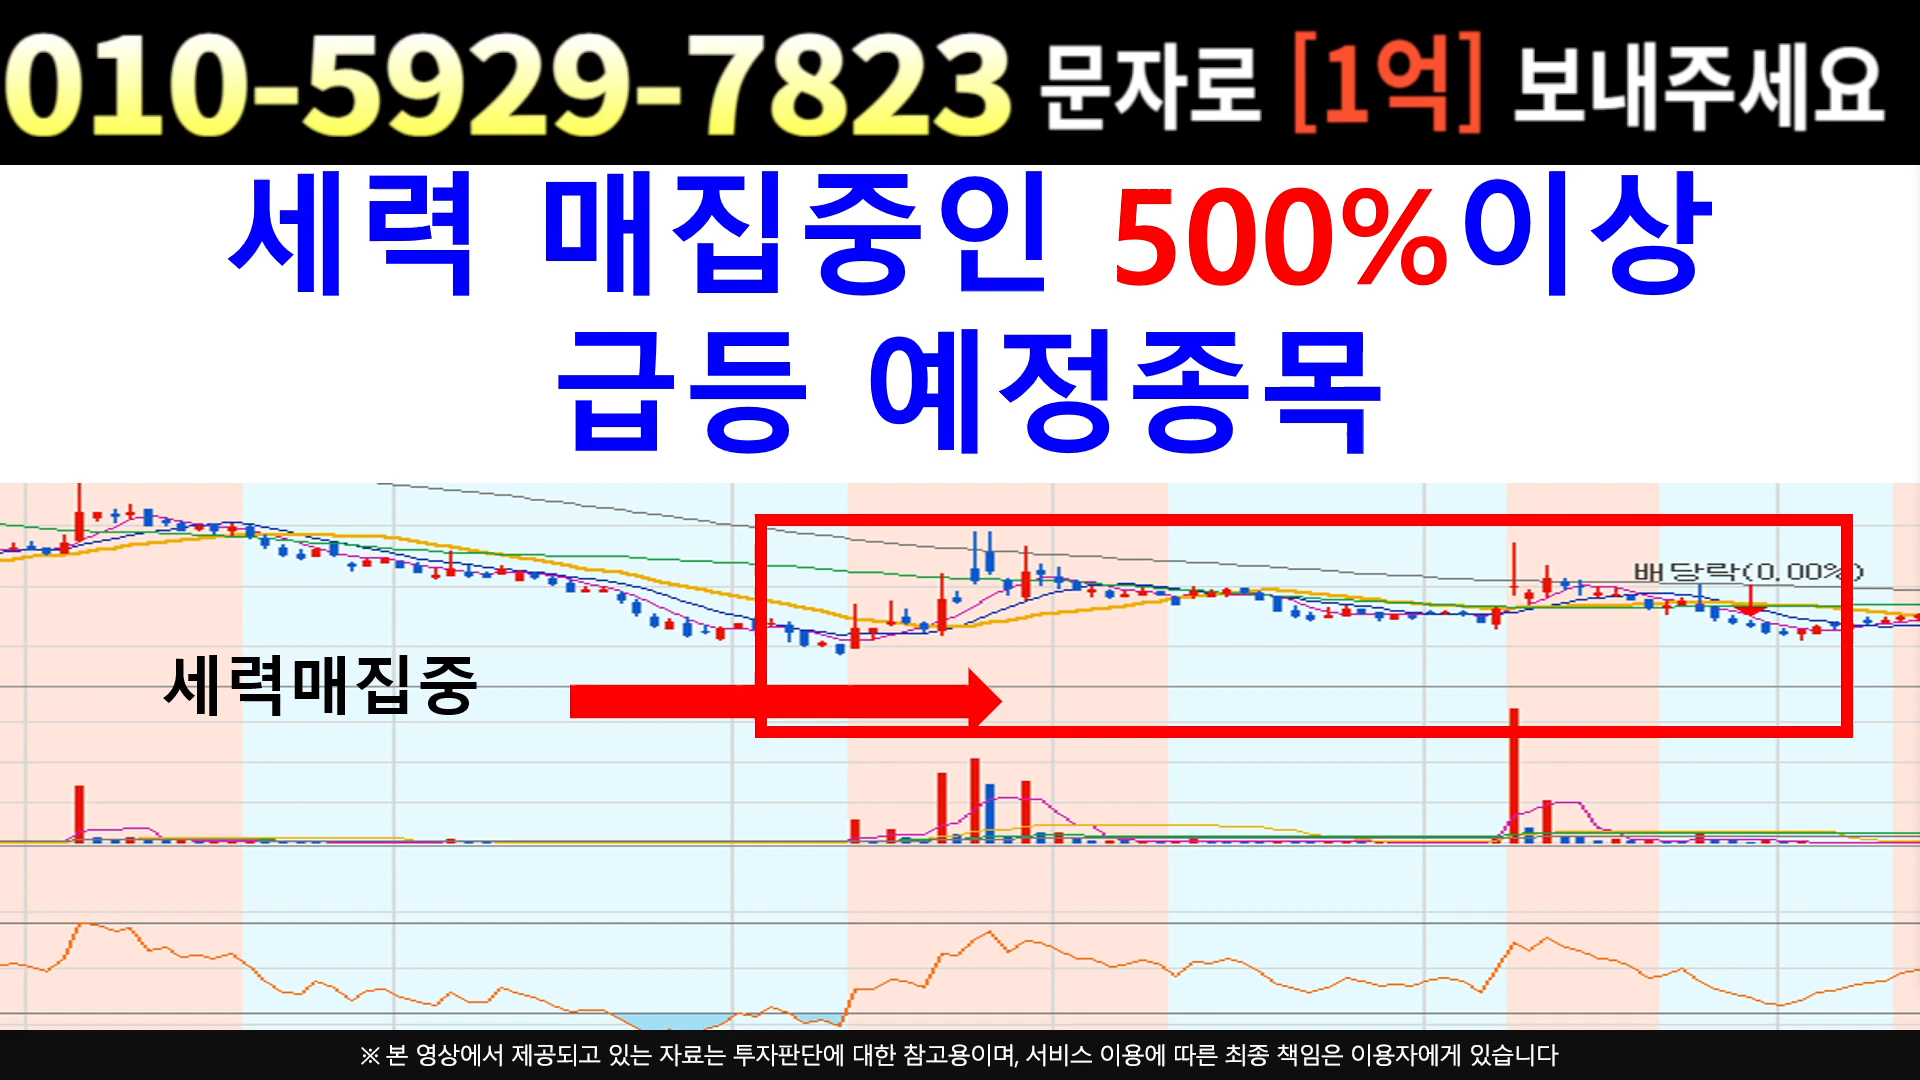 010-5929-7823 문자로 [1억] 보내주세요
세력 매집중인 500%이상
급등 예정종목
배당락(0.00%)
세력매집중
※ 본 영상에서 제공되고 있는 자료는 투자판단에 대한 참고용이며, 서비스 이용에 따른 최종 책임은 이용자에게 있습니다